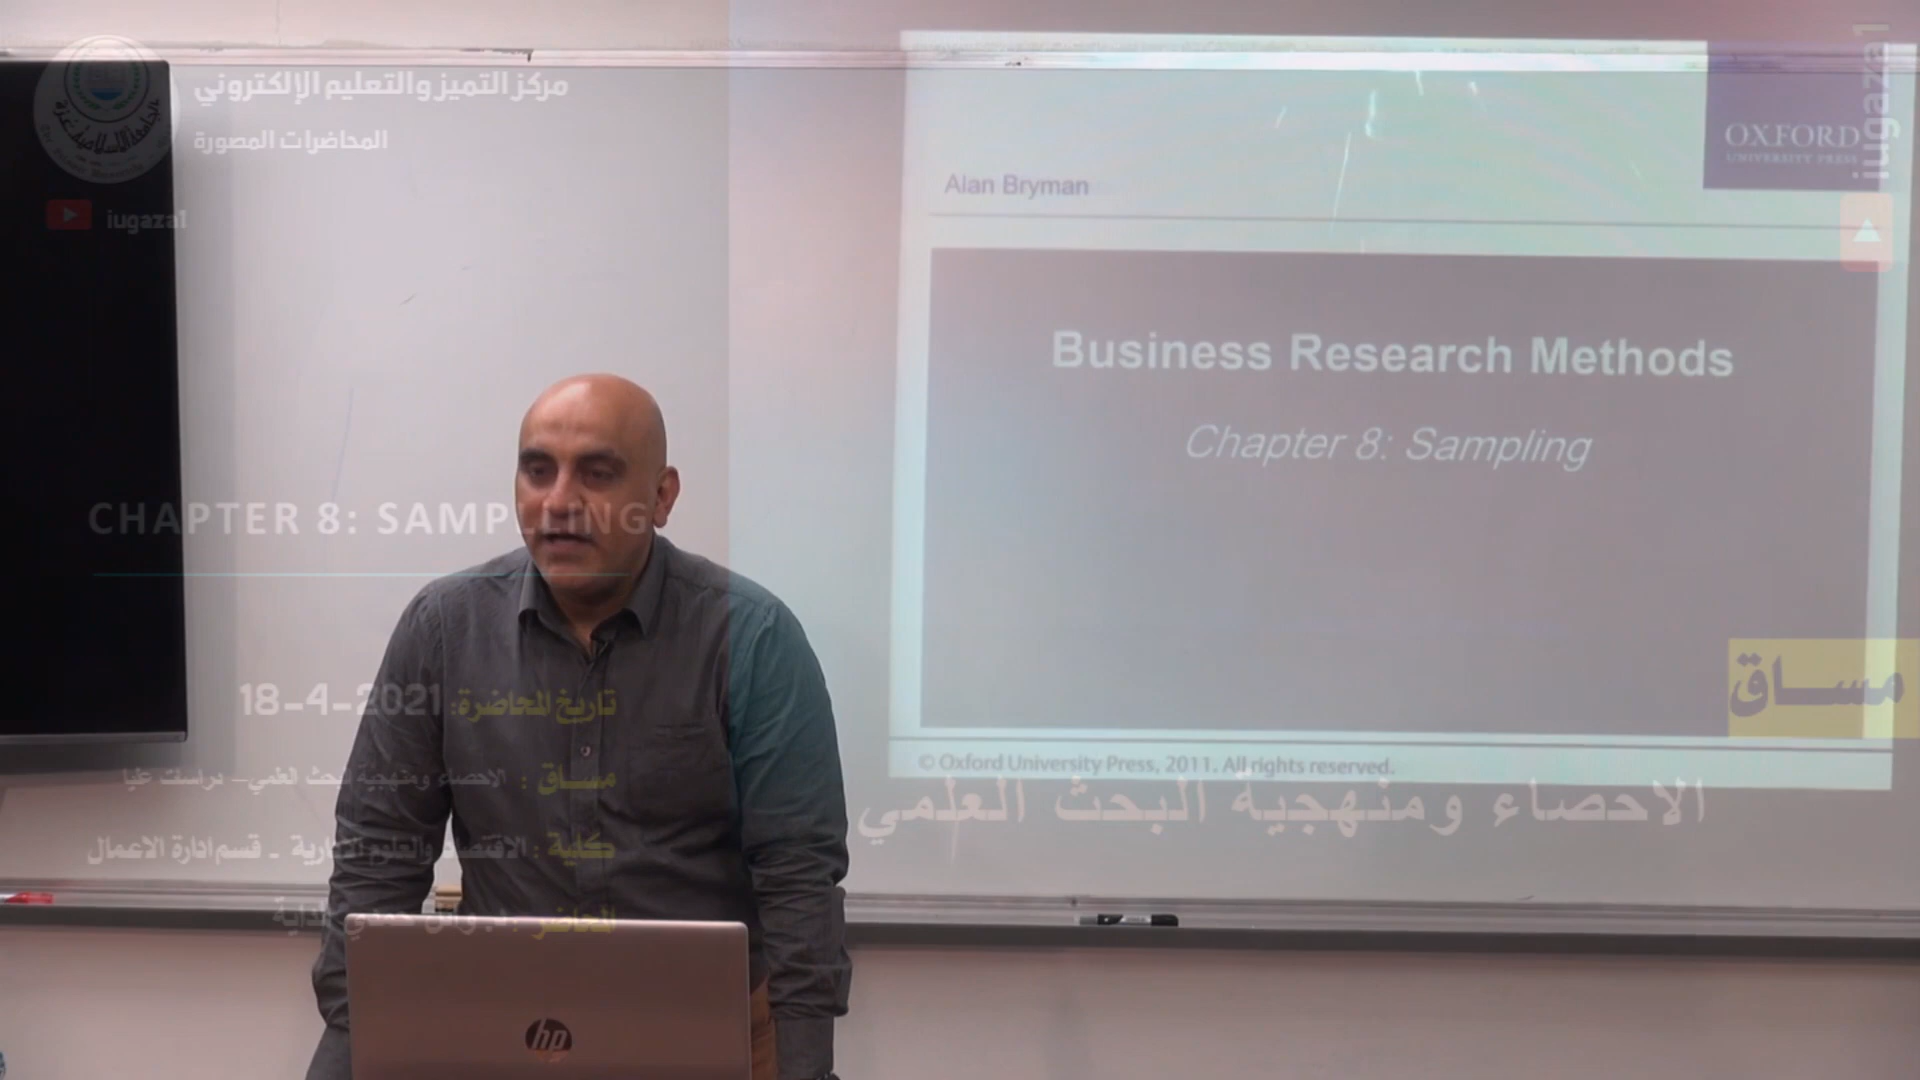 مركز التميز والتعليم الإلكتروني
المحاضرات المصورة
iugaza1
CHAPTER 8: SAMPLING
تاريخ المحاضرة: 18-4-2021
مساق : الاحصاء ومنهجية البحث العلمي – دراسات عليا
كلية : الاقتصاد والعلوم الادارية - قسم ادارة الاعمال
المحاضر :
Alan Bryman
OXFORD
UNIVERSITY PRESS
Business Research Methods
Chapter 8: Sampling
© Oxford University Press, 2011. All rights reserved.
iugaza1
مساق
الاحصاء ومنهجية البحث العلمي
hp